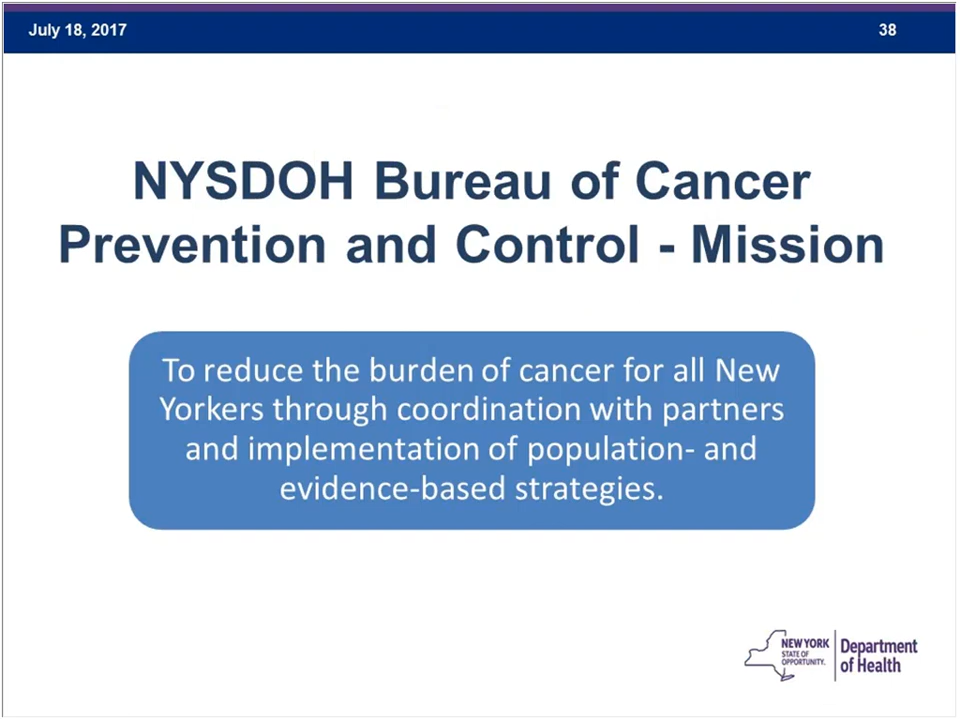 July 18, 2017
38
NYSDOH Bureau of Cancer
Prevention and Control - Mission
To reduce the burden of cancer for all New
Yorkers through coordination with partners
and implementation of population- and
evidence-based strategies.
NEW YORK
STATE OF
OPPORTUNITY.
Department
of Health